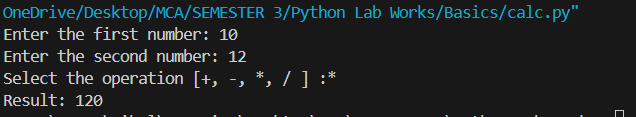 OneDrive/Desktop/MCA/SEMESTER 3/Python Lab Works/Basics/calc.py"
Enter the first number: 10
Enter the second number: 12
Select the operation [+, -, *, / ] :*
Result: 120